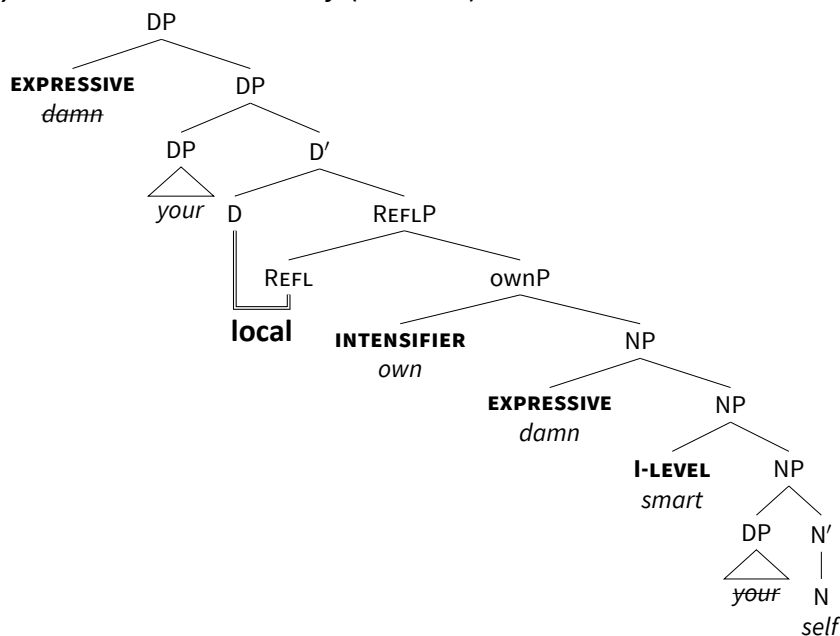 DP
EXPRESSIVE DP
damn
DP D′
your D REFLP
REFL ownP
local
INTENSIFIER NP
own
EXPRESSIVE NP
damn
I-LEVEL NP
smart
DP N′
your N
self